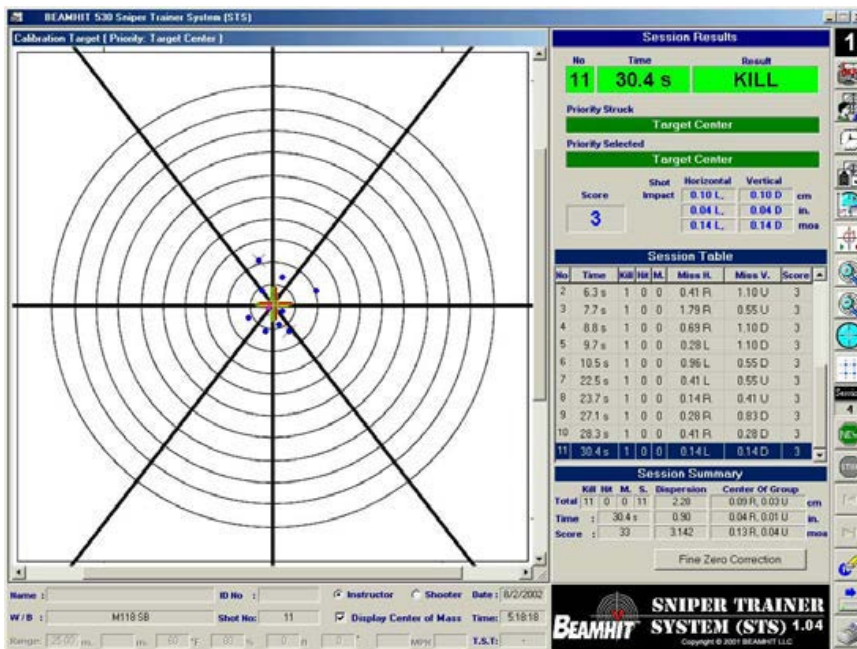 BEAMHIT 530 Sniper Trainer System (STS)
Calibration Target ( Priority: Target Center )
Session Results
No Time Result
11 30.4 s KILL
Priority Struck
Target Center
Priority Selected
Target Center
Shot Horizontal Vertical
Score Impact 0.10 L, 0.10 D cm
3 0.04 L, 0.04 D in.
0.14 L, 0.14 D moa
Session Table
No Time Kill Hit M. Miss H. Miss V. Score
2 6.3 s 1 0 0 0.41 R 1.10 U 3
3 7.7 s 1 0 0 1.79 R 0.55 U 3
4 8.8 s 1 0 0 0.69 R 1.10 D 3
5 9.7 s 1 0 0 0.28 L 1.10 D 3
6 10.5 s 1 0 0 0.96 L 0.55 D 3
7 22.5 s 1 0 0 0.41 L 0.55 U 3
8 23.7 s 1 0 0 0.14 R 0.41 U 3
9 27.1 s 1 0 0 0.28 R 0.83 D 3
10 28.3 s 1 0 0 0.41 R 0.28 D 3
11 30.4 s 1 0 0 0.14 L 0.14 D 3
Session Summary
Kill Hit M. S. Dispersion Center Of Group
Total 11 0 0 11 2.28 0.09 R, 0.03 U cm
Time : 30.4 s 0.90 0.04 R, 0.01 U in.
Score : 33 3.142 0.13 R, 0.04 U moa
Fine Zero Correction
1
4
NEW
Name : ID No : Instructor Shooter Date : 8/2/2002
W / B : M118 SB Shot No: 11 Display Center of Mass Time: 5:18:18
Range: 25.00 m. m. 60 °F 0 MPH T.S.T: -
BEAMHIT SNIPER TRAINER
SYSTEM (STS) 1.04
Copyright © 2001 BEAMHIT LLC